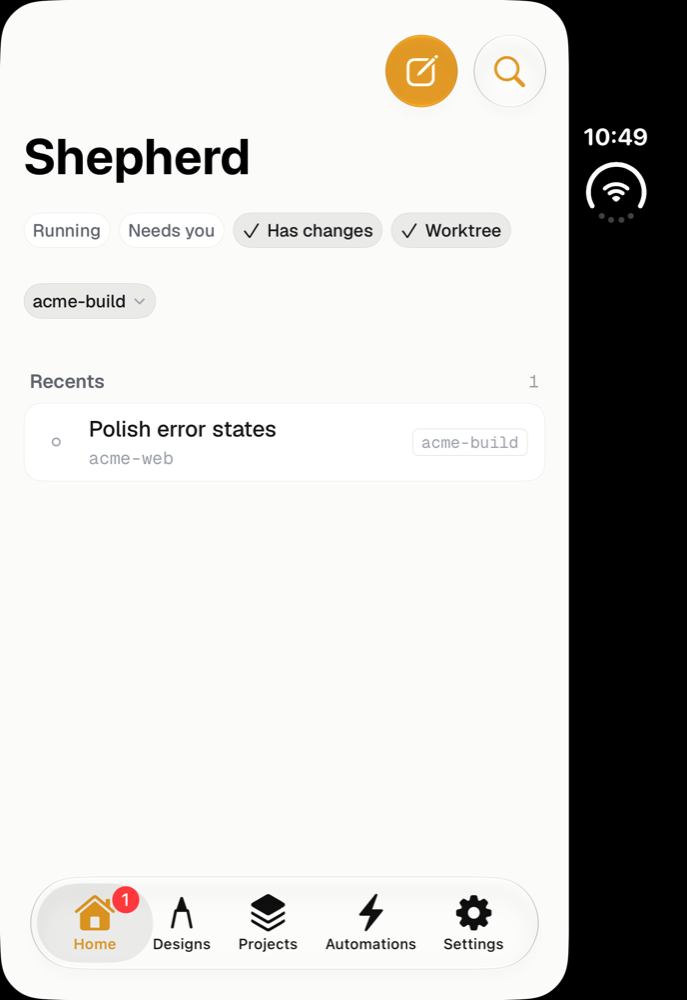 Shepherd
10:49
Running
Needs you
Has changes
Worktree
acme-build
Recents
1
Polish error states
acme-web
acme-build
1
Home
Designs
Projects
Automations
Settings